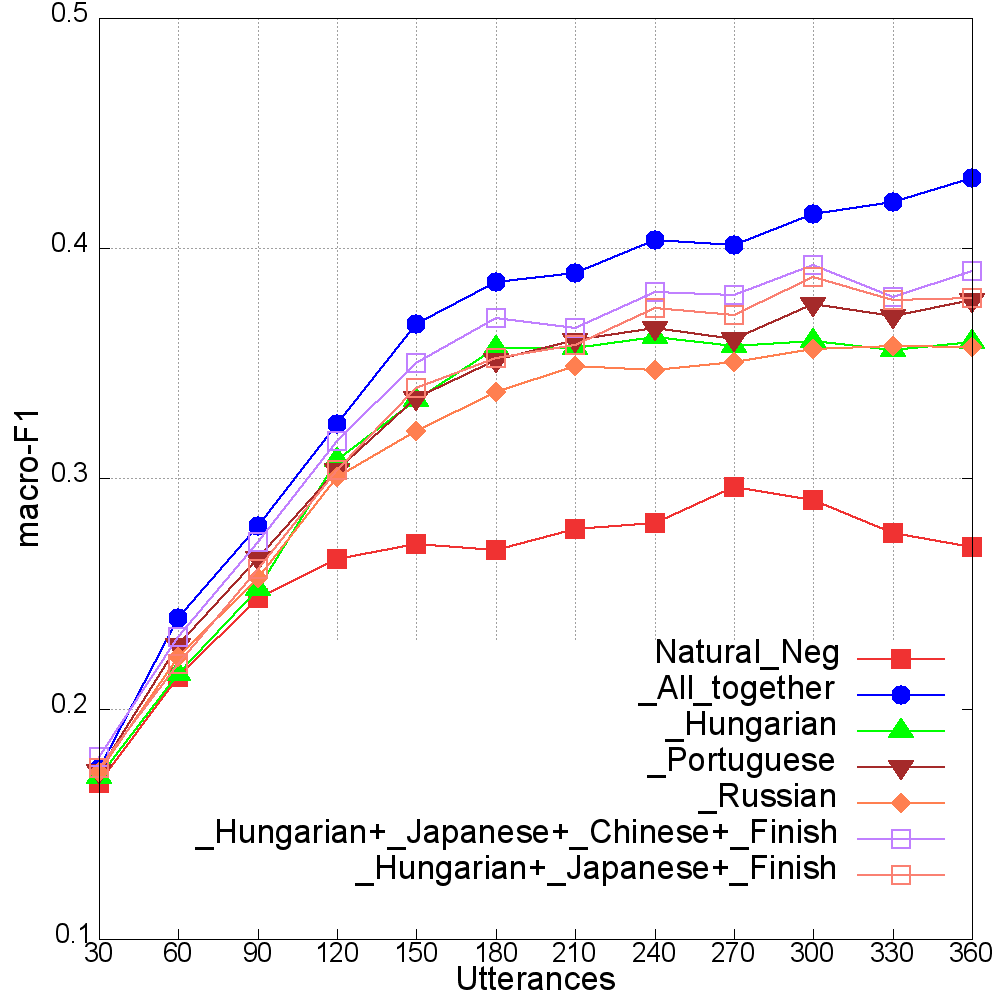 0.5
0.4
0.3
0.2
0.1
macro-F1
Natural_Neg
_All_together
_Hungarian
_Portuguese
_Russian
_Hungarian+_Japanese+_Chinese+_Finish
_Hungarian+_Japanese+_Finish
30 60 90 120 150 180 210 240 270 300 330 360
Utterances